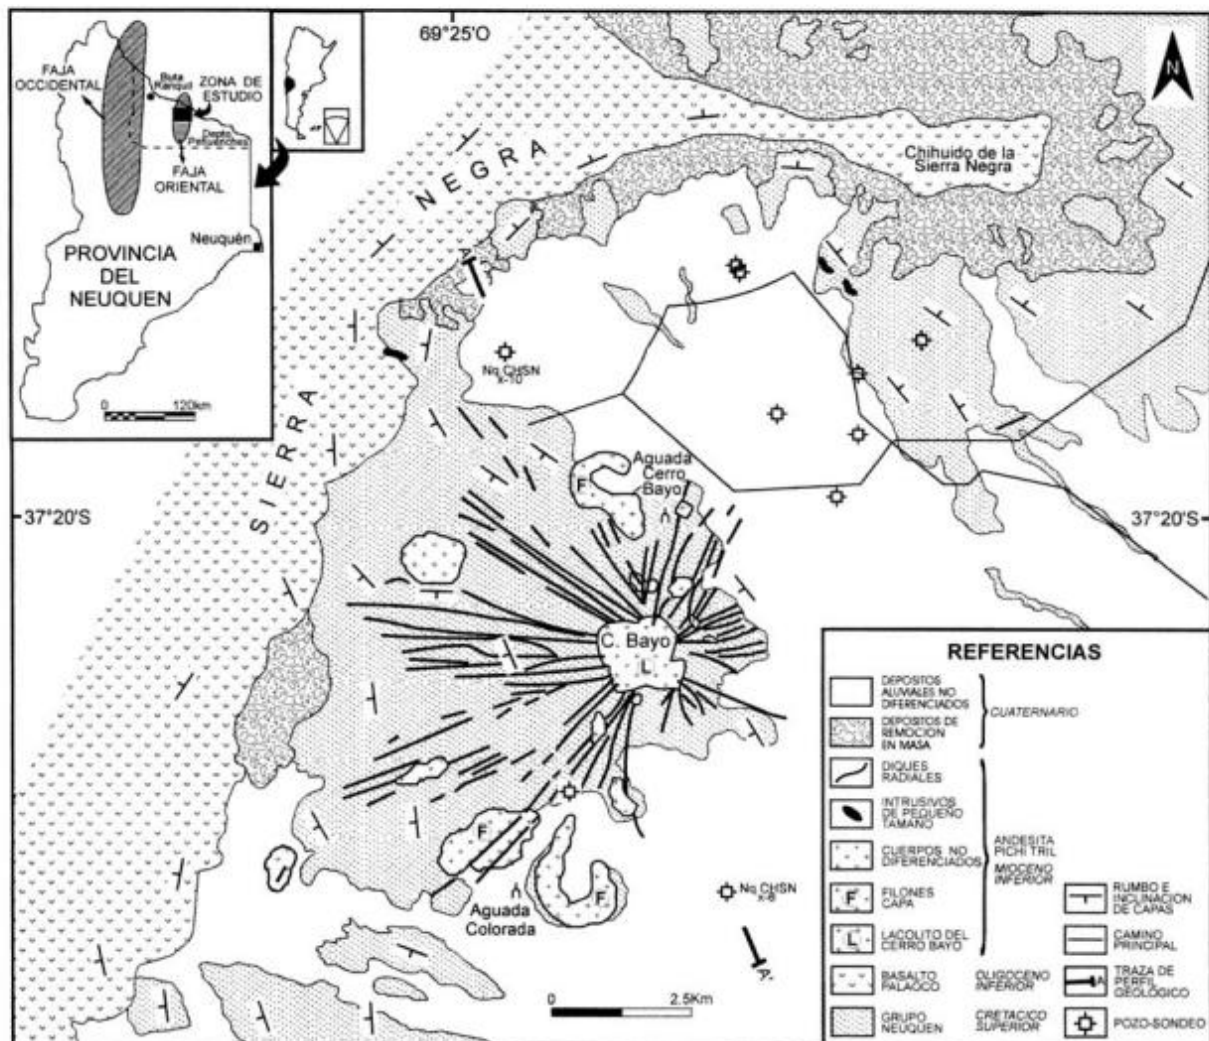 69°25'O
N
FAJA
OCCIDENTAL
Buta
Ranquil
ZONA DE
ESTUDIO
Depto
Pehuenches
FAJA
ORIENTAL
Neuquén
PROVINCIA
DEL
NEUQUEN
0 120km
SIERRA NEGRA
Chihuido de la
Sierra Negra
A
Nq CHSN
x-10
Aguada
Cerro
Bayo
F
37°20'S
37°20'S
C. Bayo
L
F
F
Aguada
Colorada
Nq CHSN
x-8
A'
0 2.5Km
REFERENCIAS
DEPOSITOS
ALUVIALES NO
DIFERENCIADOS
DEPOSITOS DE
REMOCION
EN MASA
CUATERNARIO
DIQUES
RADIALES
INTRUSIVOS
DE PEQUEÑO
TAMAÑO
CUERPOS NO
DIFERENCIADOS
F
FILONES
CAPA
L
LACOLITO DEL
CERRO BAYO
ANDESITA
PICHI TRIL
MIOCENO
INFERIOR
BASALTO
PALAOCO
OLIGOCENO
INFERIOR
GRUPO
NEUQUEN
CRETACICO
SUPERIOR
RUMBO E
INCLINACION
DE CAPAS
CAMINO
PRINCIPAL
A
TRAZA DE
PERFIL
GEOLOGICO
POZO-SONDEO